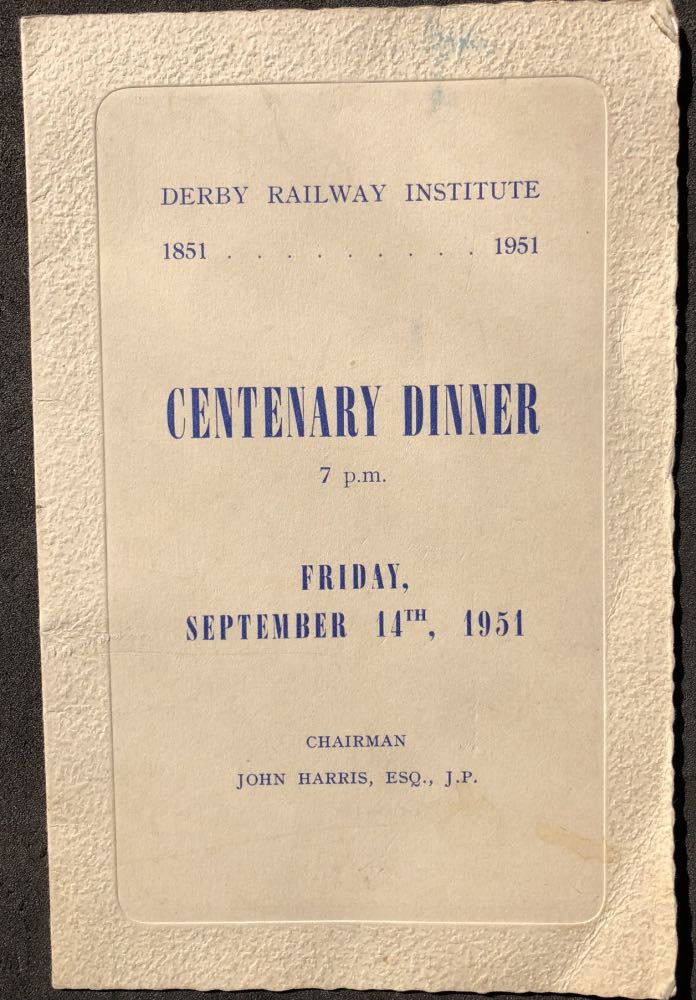 DERBY RAILWAY INSTITUTE
1851 . . . . . . . . . 1951
CENTENARY DINNER
7 p.m.
FRIDAY,
SEPTEMBER 14TH, 1951
CHAIRMAN
JOHN HARRIS, ESQ., J.P.